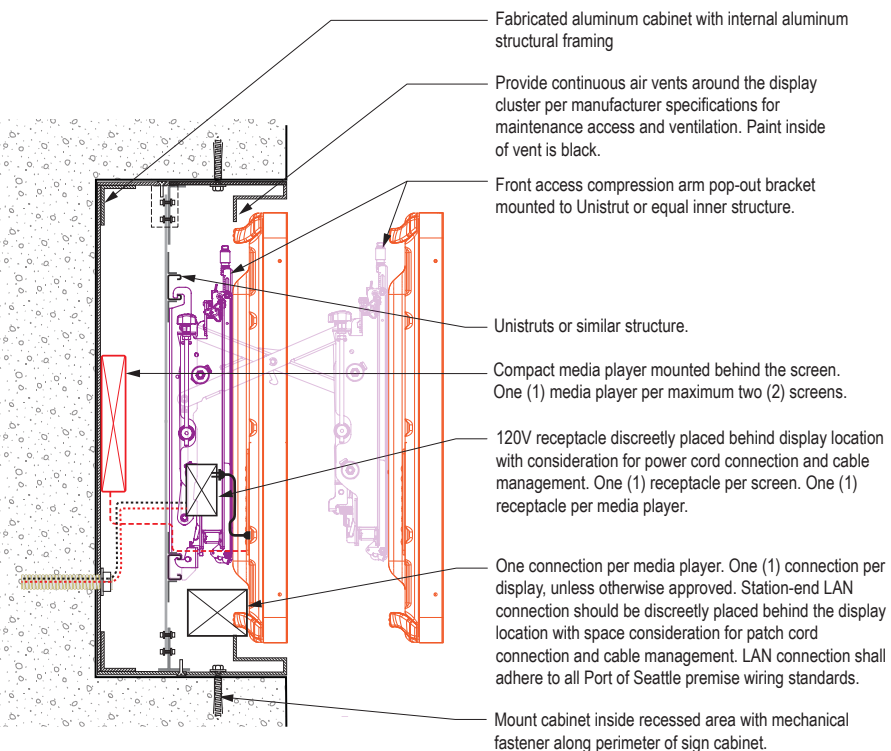 Fabricated aluminum cabinet with internal aluminum
structural framing
Provide continuous air vents around the display
cluster per manufacturer specifications for
maintenance access and ventilation. Paint inside
of vent is black.
Front access compression arm pop-out bracket
mounted to Unistrut or equal inner structure.
Unistruts or similar structure.
Compact media player mounted behind the screen.
One (1) media player per maximum two (2) screens.
120V receptacle discreetly placed behind display location
with consideration for power cord connection and cable
management. One (1) receptacle per screen. One (1)
receptacle per media player.
One connection per media player. One (1) connection per
display, unless otherwise approved. Station-end LAN
connection should be discreetly placed behind the display
location with space consideration for patch cord
connection and cable management. LAN connection shall
adhere to all Port of Seattle premise wiring standards.
Mount cabinet inside recessed area with mechanical
fastener along perimeter of sign cabinet.